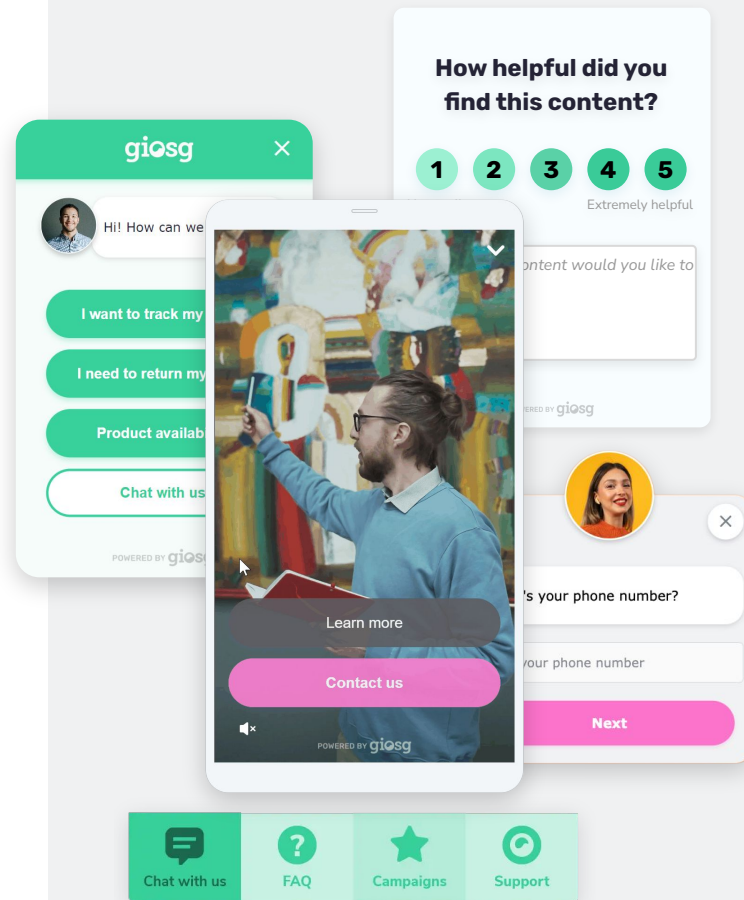 How helpful did you
find this content?
1 2 3 4 5
Extremely helpful
ontent would you like to
POWERED BY giosg
giosg
Hi! How can we
I want to track my
I need to return my
Product availab
Chat with us
POWERED BY giosg
Learn more
Contact us
POWERED BY giosg
's your phone number?
your phone number
Next
Chat with us
FAQ
Campaigns
Support